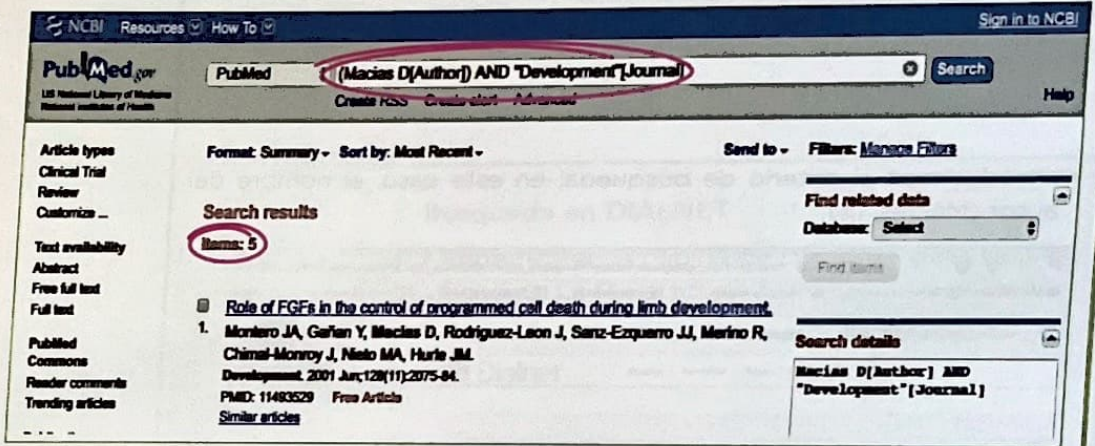 NCBI Resources How To Sign in to NCBI
PubMed.gov
US National Library of Medicine
National Institutes of Health
PubMed (Macias D[Author]) AND "Development"[Journal] Search
Create RSS Create alert Advanced Help
Article types
Clinical Trial
Review
Customize ...
Text availability
Abstract
Free full text
Full text
PubMed
Commons
Reader comments
Trending articles
Format: Summary Sort by: Most Recent Send to
Search results
Items: 5
Role of FGFs in the control of programmed cell death during limb development.
1. Montero JA, Gañan Y, Macias D, Rodriguez-Leon J, Sanz-Ezquerro JJ, Merino R,
Chimal-Monroy J, Nieto MA, Hurle JM.
Development. 2001 Jun;128(11):2075-84.
PMID: 11493529 Free Article
Similar articles
Filters: Manage Filters
Find related data
Database: Select
Find items
Search details
Macias D[Author] AND
"Development"[Journal]